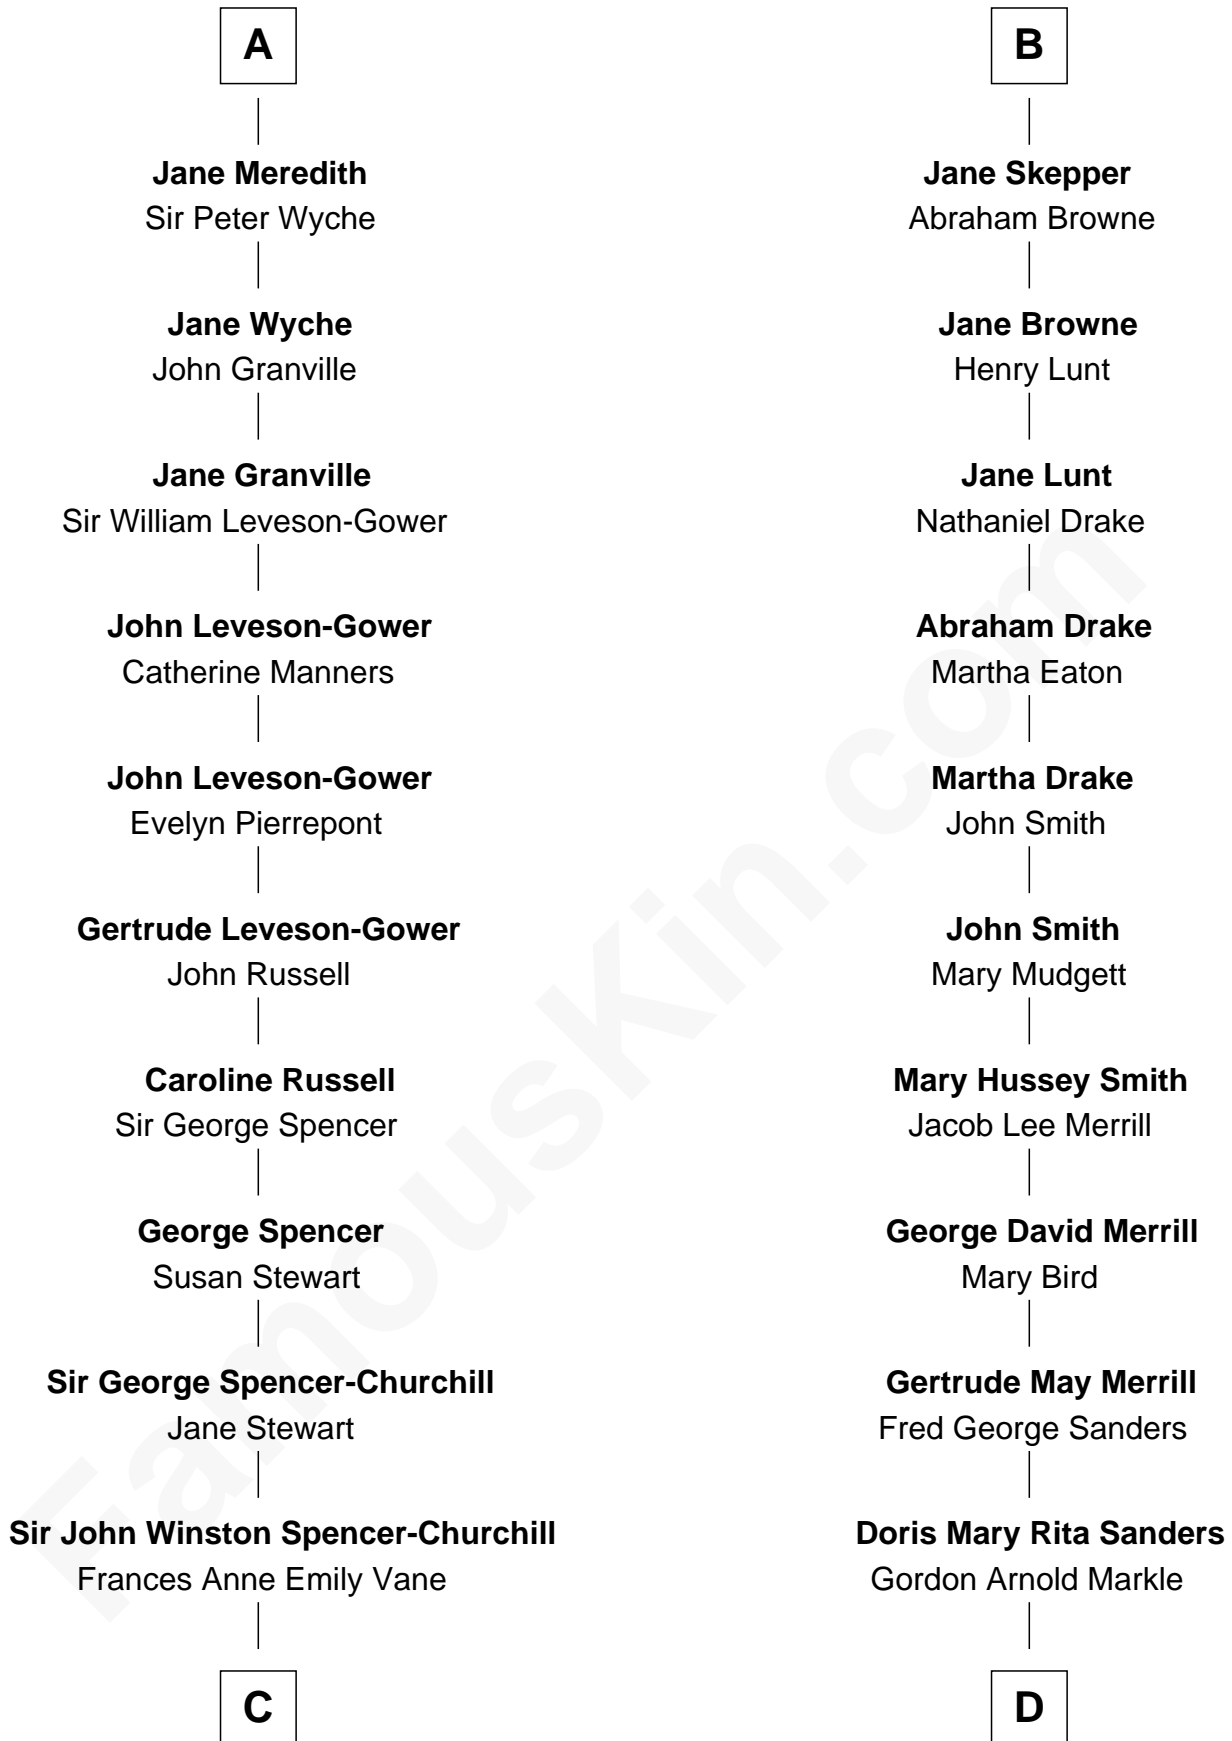 A
Jane Meredith
Sir Peter Wyche
Jane Wyche
John Granville
Jane Granville
Sir William Leveson-Gower
John Leveson-Gower
Catherine Manners
John Leveson-Gower
Evelyn Pierrepont
Gertrude Leveson-Gower
John Russell
Caroline Russell
Sir George Spencer
George Spencer
Susan Stewart
Sir George Spencer-Churchill
Jane Stewart
Sir John Winston Spencer-Churchill
Frances Anne Emily Vane
C
B
Jane Skepper
Abraham Browne
Jane Browne
Henry Lunt
Jane Lunt
Nathaniel Drake
Abraham Drake
Martha Eaton
Martha Drake
John Smith
John Smith
Mary Mudgett
Mary Hussey Smith
Jacob Lee Merrill
George David Merrill
Mary Bird
Gertrude May Merrill
Fred George Sanders
Doris Mary Rita Sanders
Gordon Arnold Markle
D
FamousKin.com